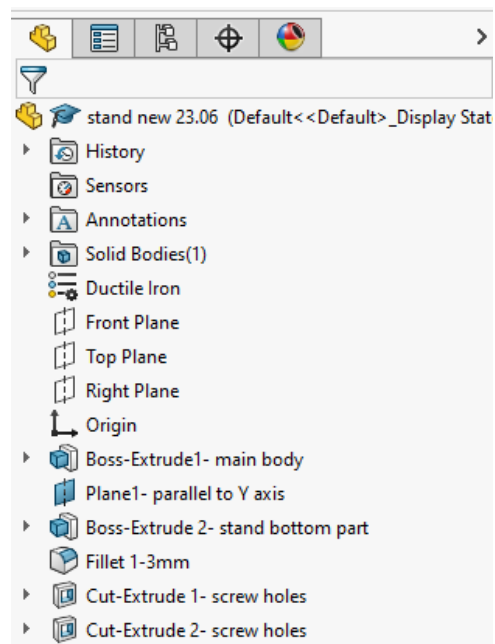 stand new 23.06 (Default<<Default>_Display Stat
History
Sensors
A Annotations
Solid Bodies(1)
Ductile Iron
Front Plane
Top Plane
Right Plane
Origin
Boss-Extrude1- main body
Plane1- parallel to Y axis
Boss-Extrude 2- stand bottom part
Fillet 1-3mm
Cut-Extrude 1- screw holes
Cut-Extrude 2- screw holes